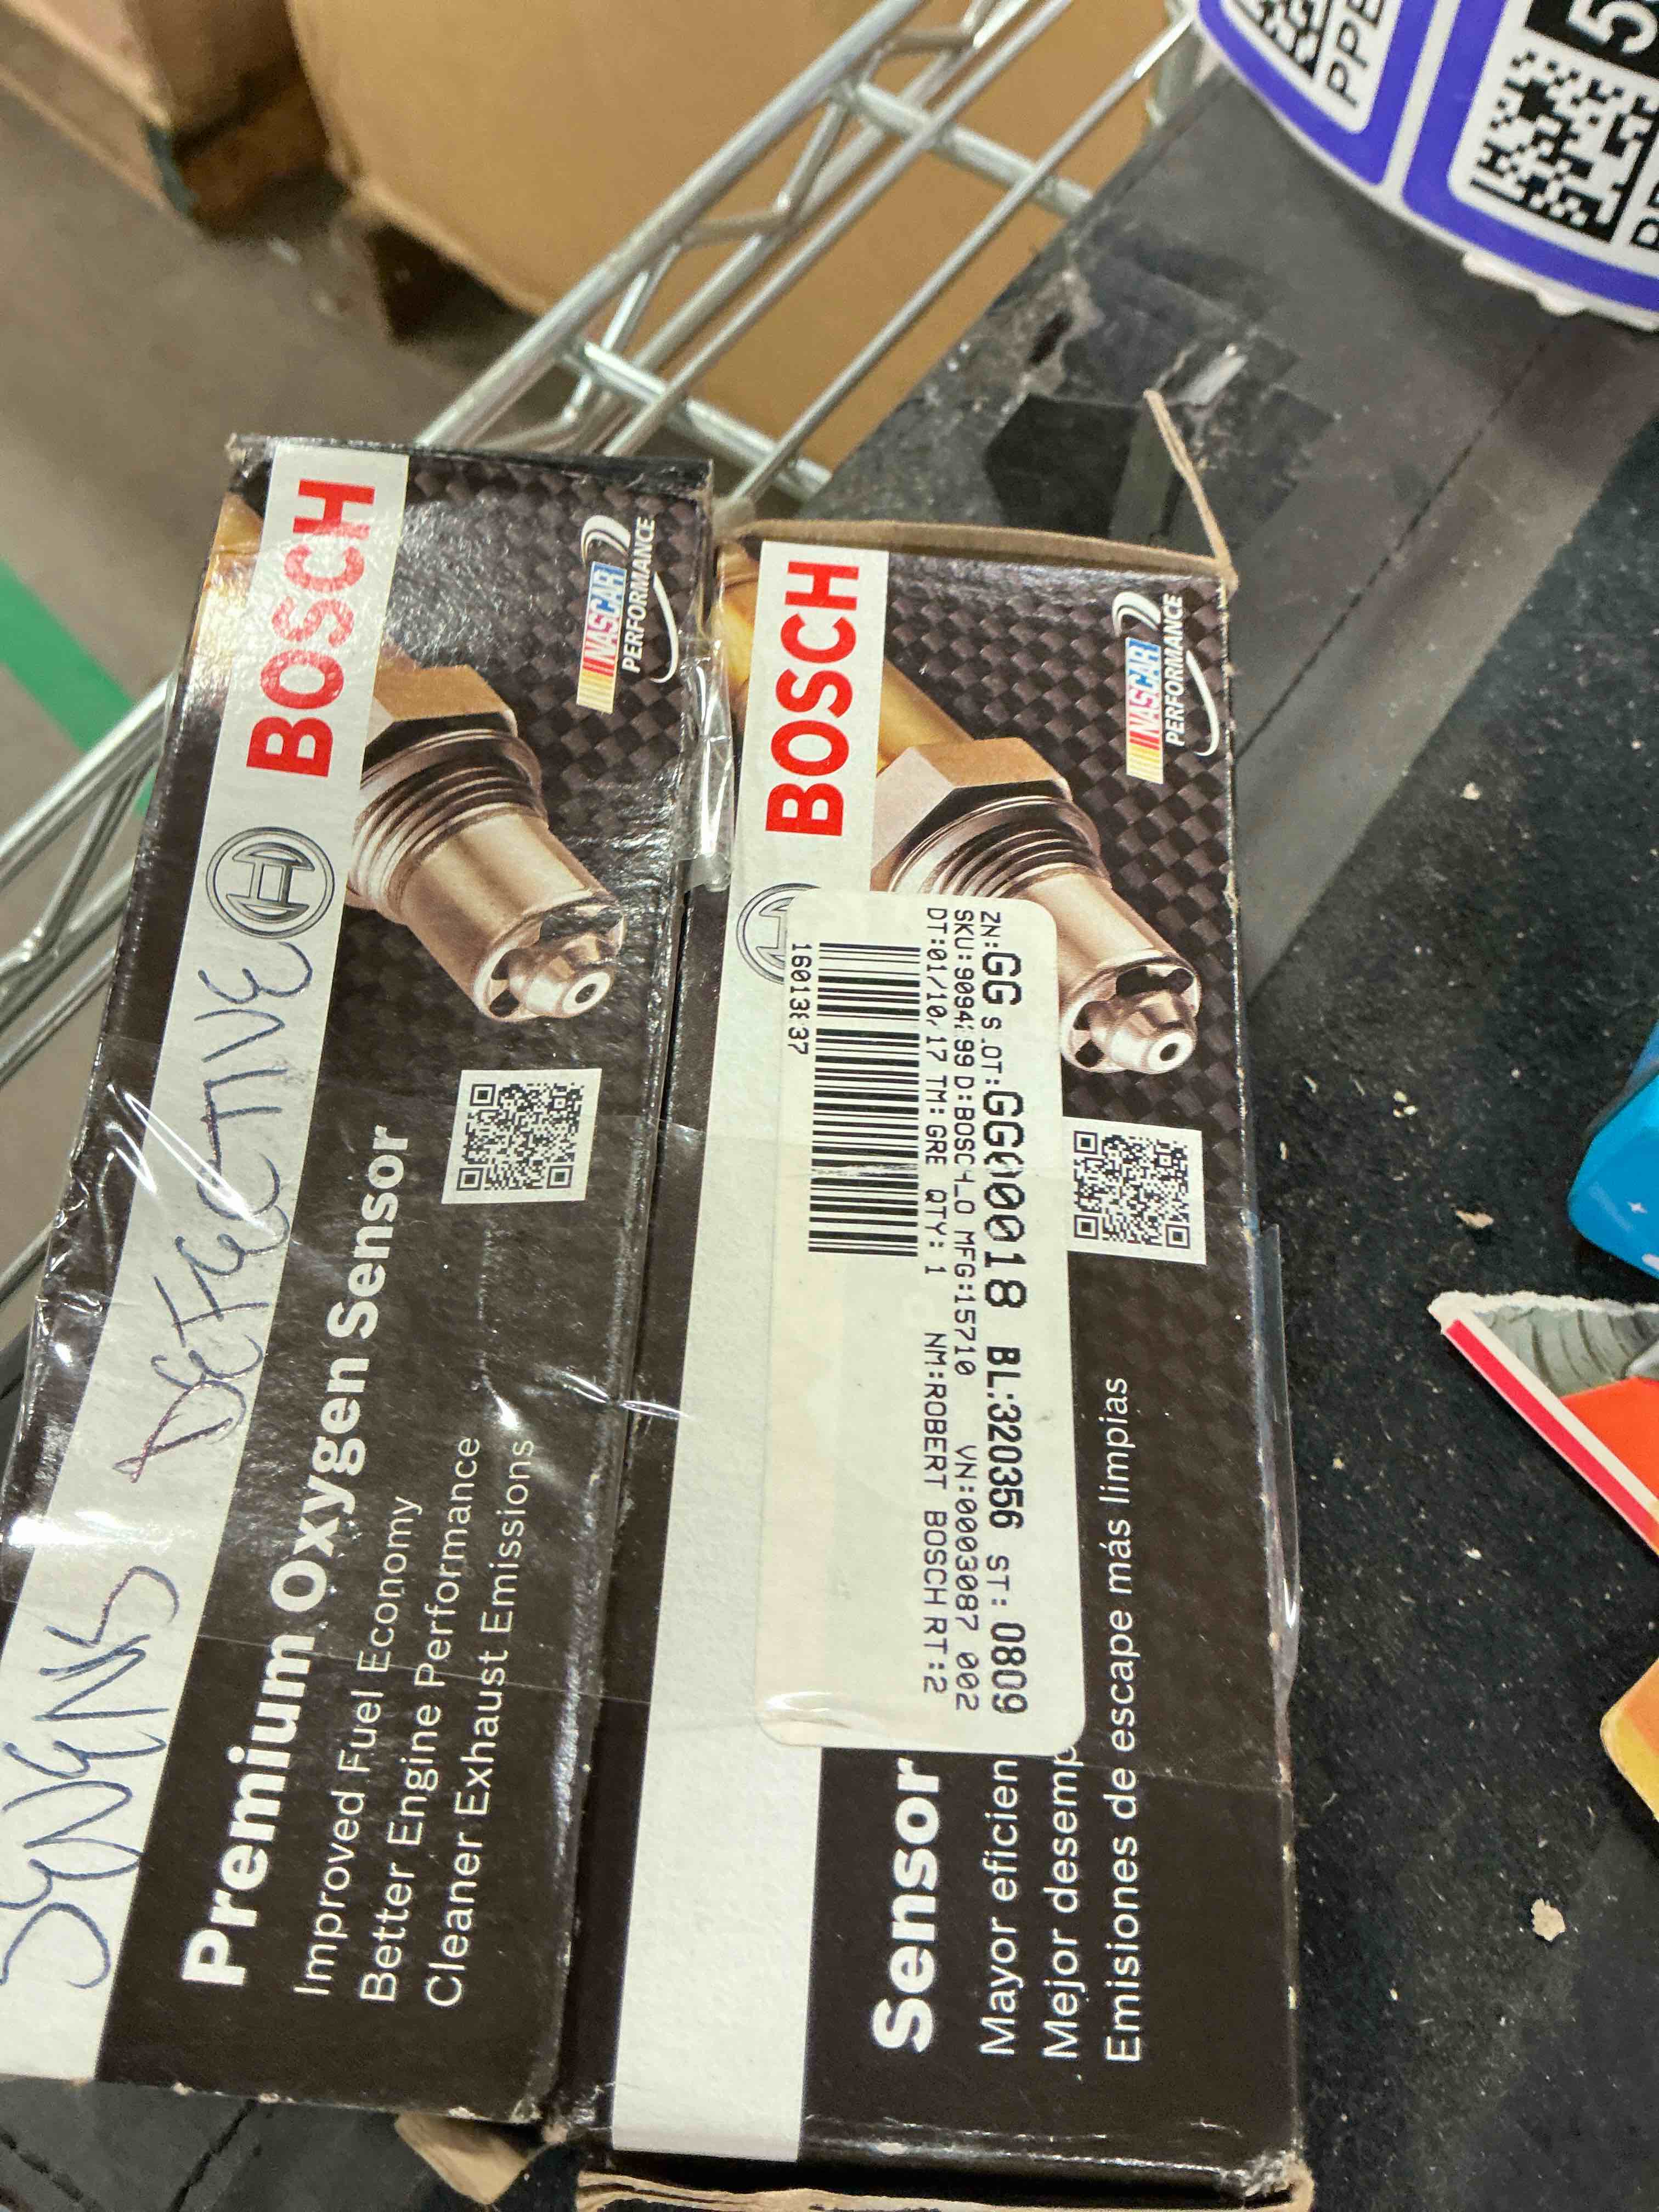 BOSCH
NASCAR
PERFORMANCE
DEFECTIVE
Premium Oxygen Sensor
Improved Fuel Economy
Better Engine Performance
Cleaner Exhaust Emissions
BOSCH
NASCAR
PERFORMANCE
ZN:GG S OT:GG00018 BL:320356 ST: 0809
D:BOSCH_O MFG:15710 VN:0003087 002
DT:01/10/17 TM: GRE QTY: 1 NM:ROBERT BOSCH RT:2
Sensor
Mayor eficien
Mejor desemp
Emisiones de escape más limpias